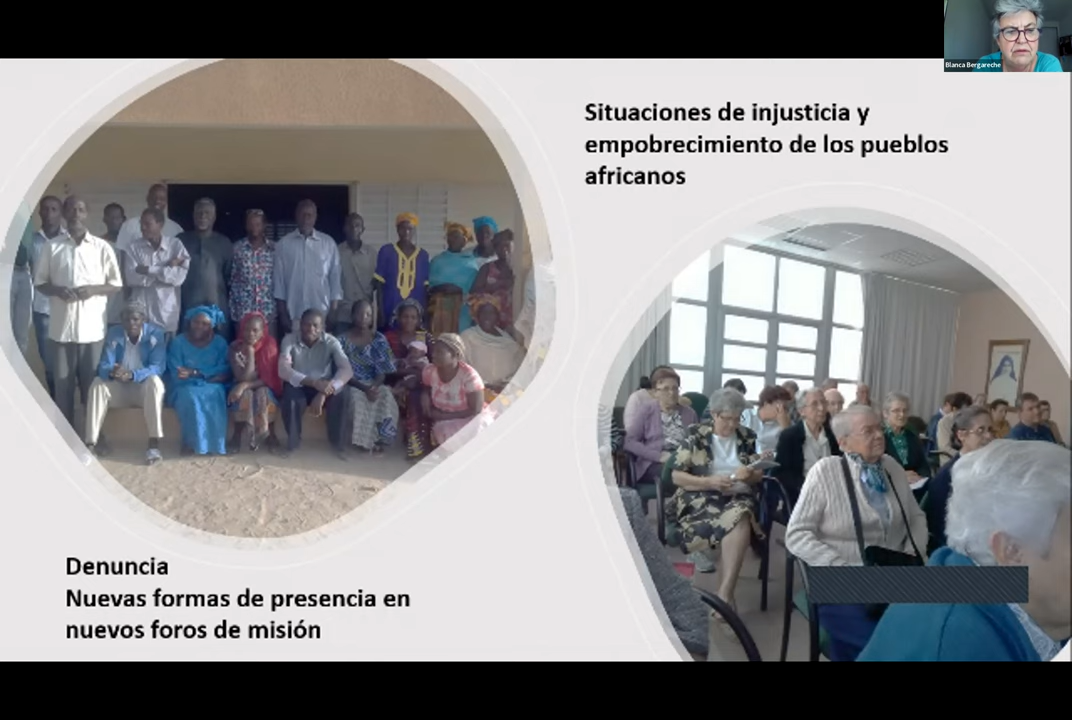 Blanca Bergareche
Situaciones de injusticia y
empobrecimiento de los pueblos
africanos
Denuncia
Nuevas formas de presencia en
nuevos foros de misión